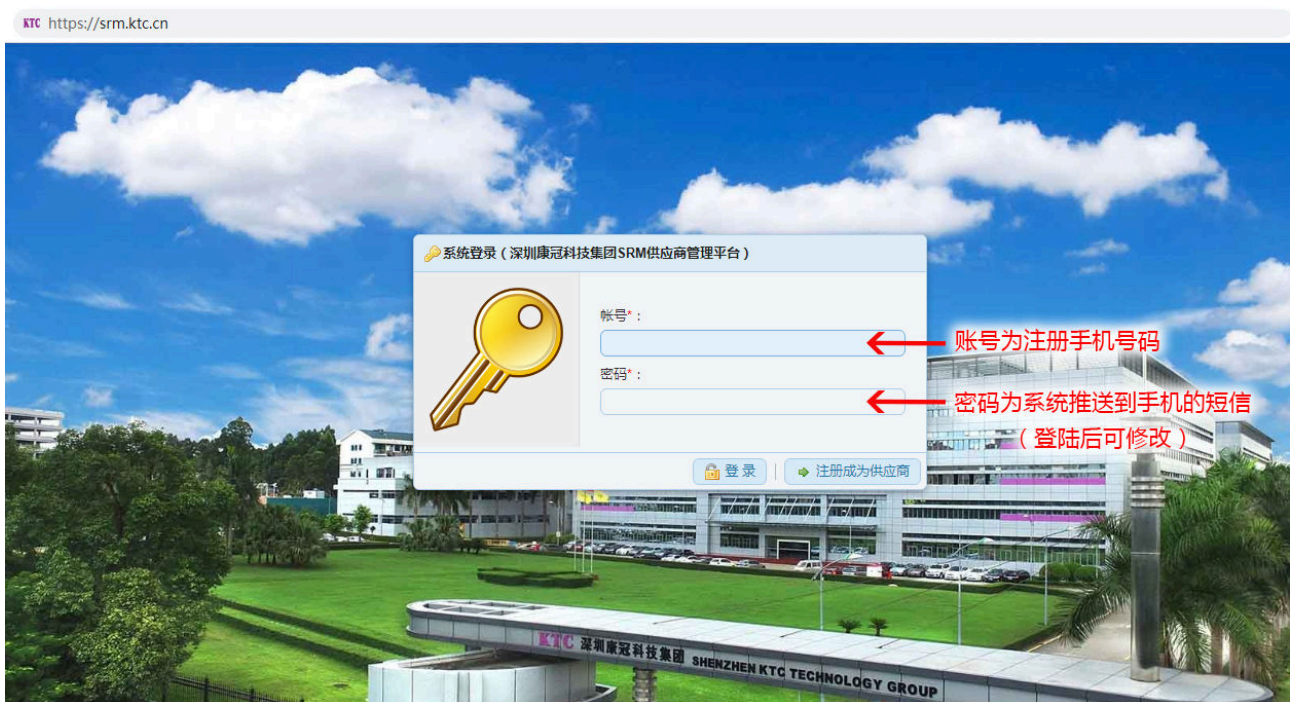 KTC https://srm.ktc.cn
系统登录（深圳康冠科技集团SRM供应商管理平台）
帐号*：
账号为注册手机号码
密码*：
密码为系统推送到手机的短信
（登陆后可修改）
登录 | 注册成为供应商
KTC 深圳康冠科技集团 SHENZHEN KTC TECHNOLOGY GROUP